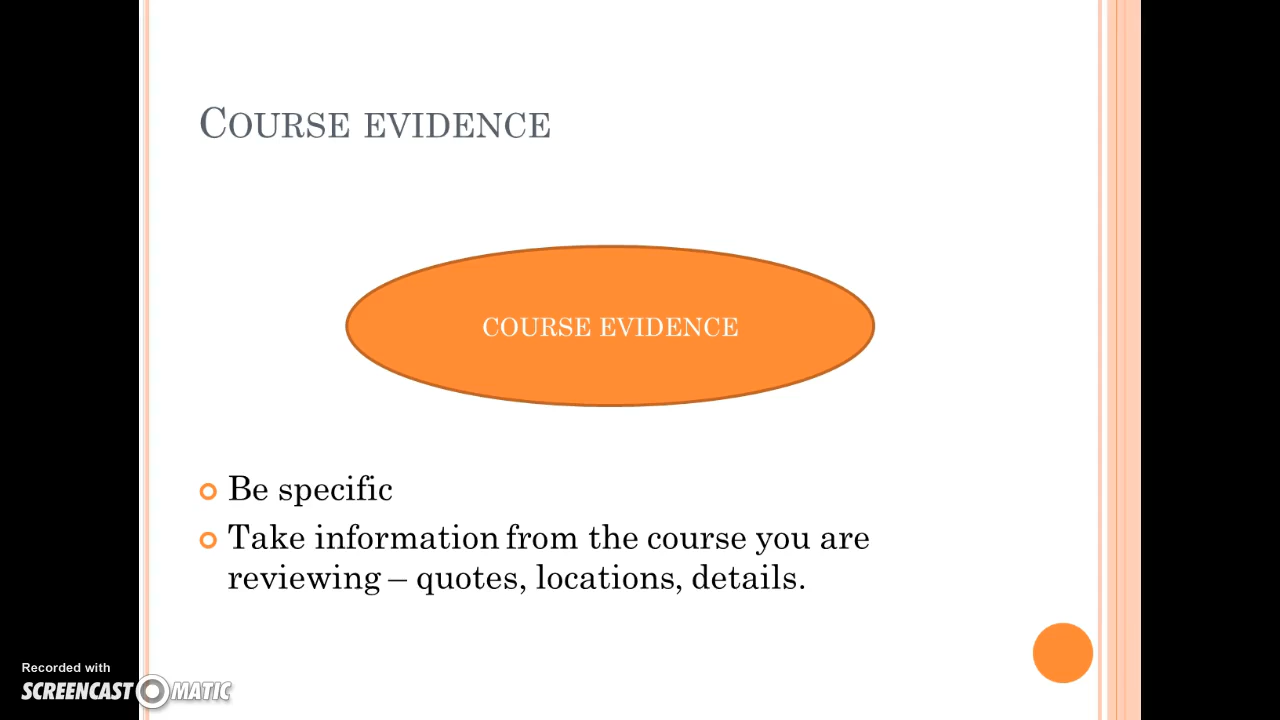 COURSE EVIDENCE
COURSE EVIDENCE
Be specific
Take information from the course you are
reviewing – quotes, locations, details.
Recorded with
SCREENCAST MATIC